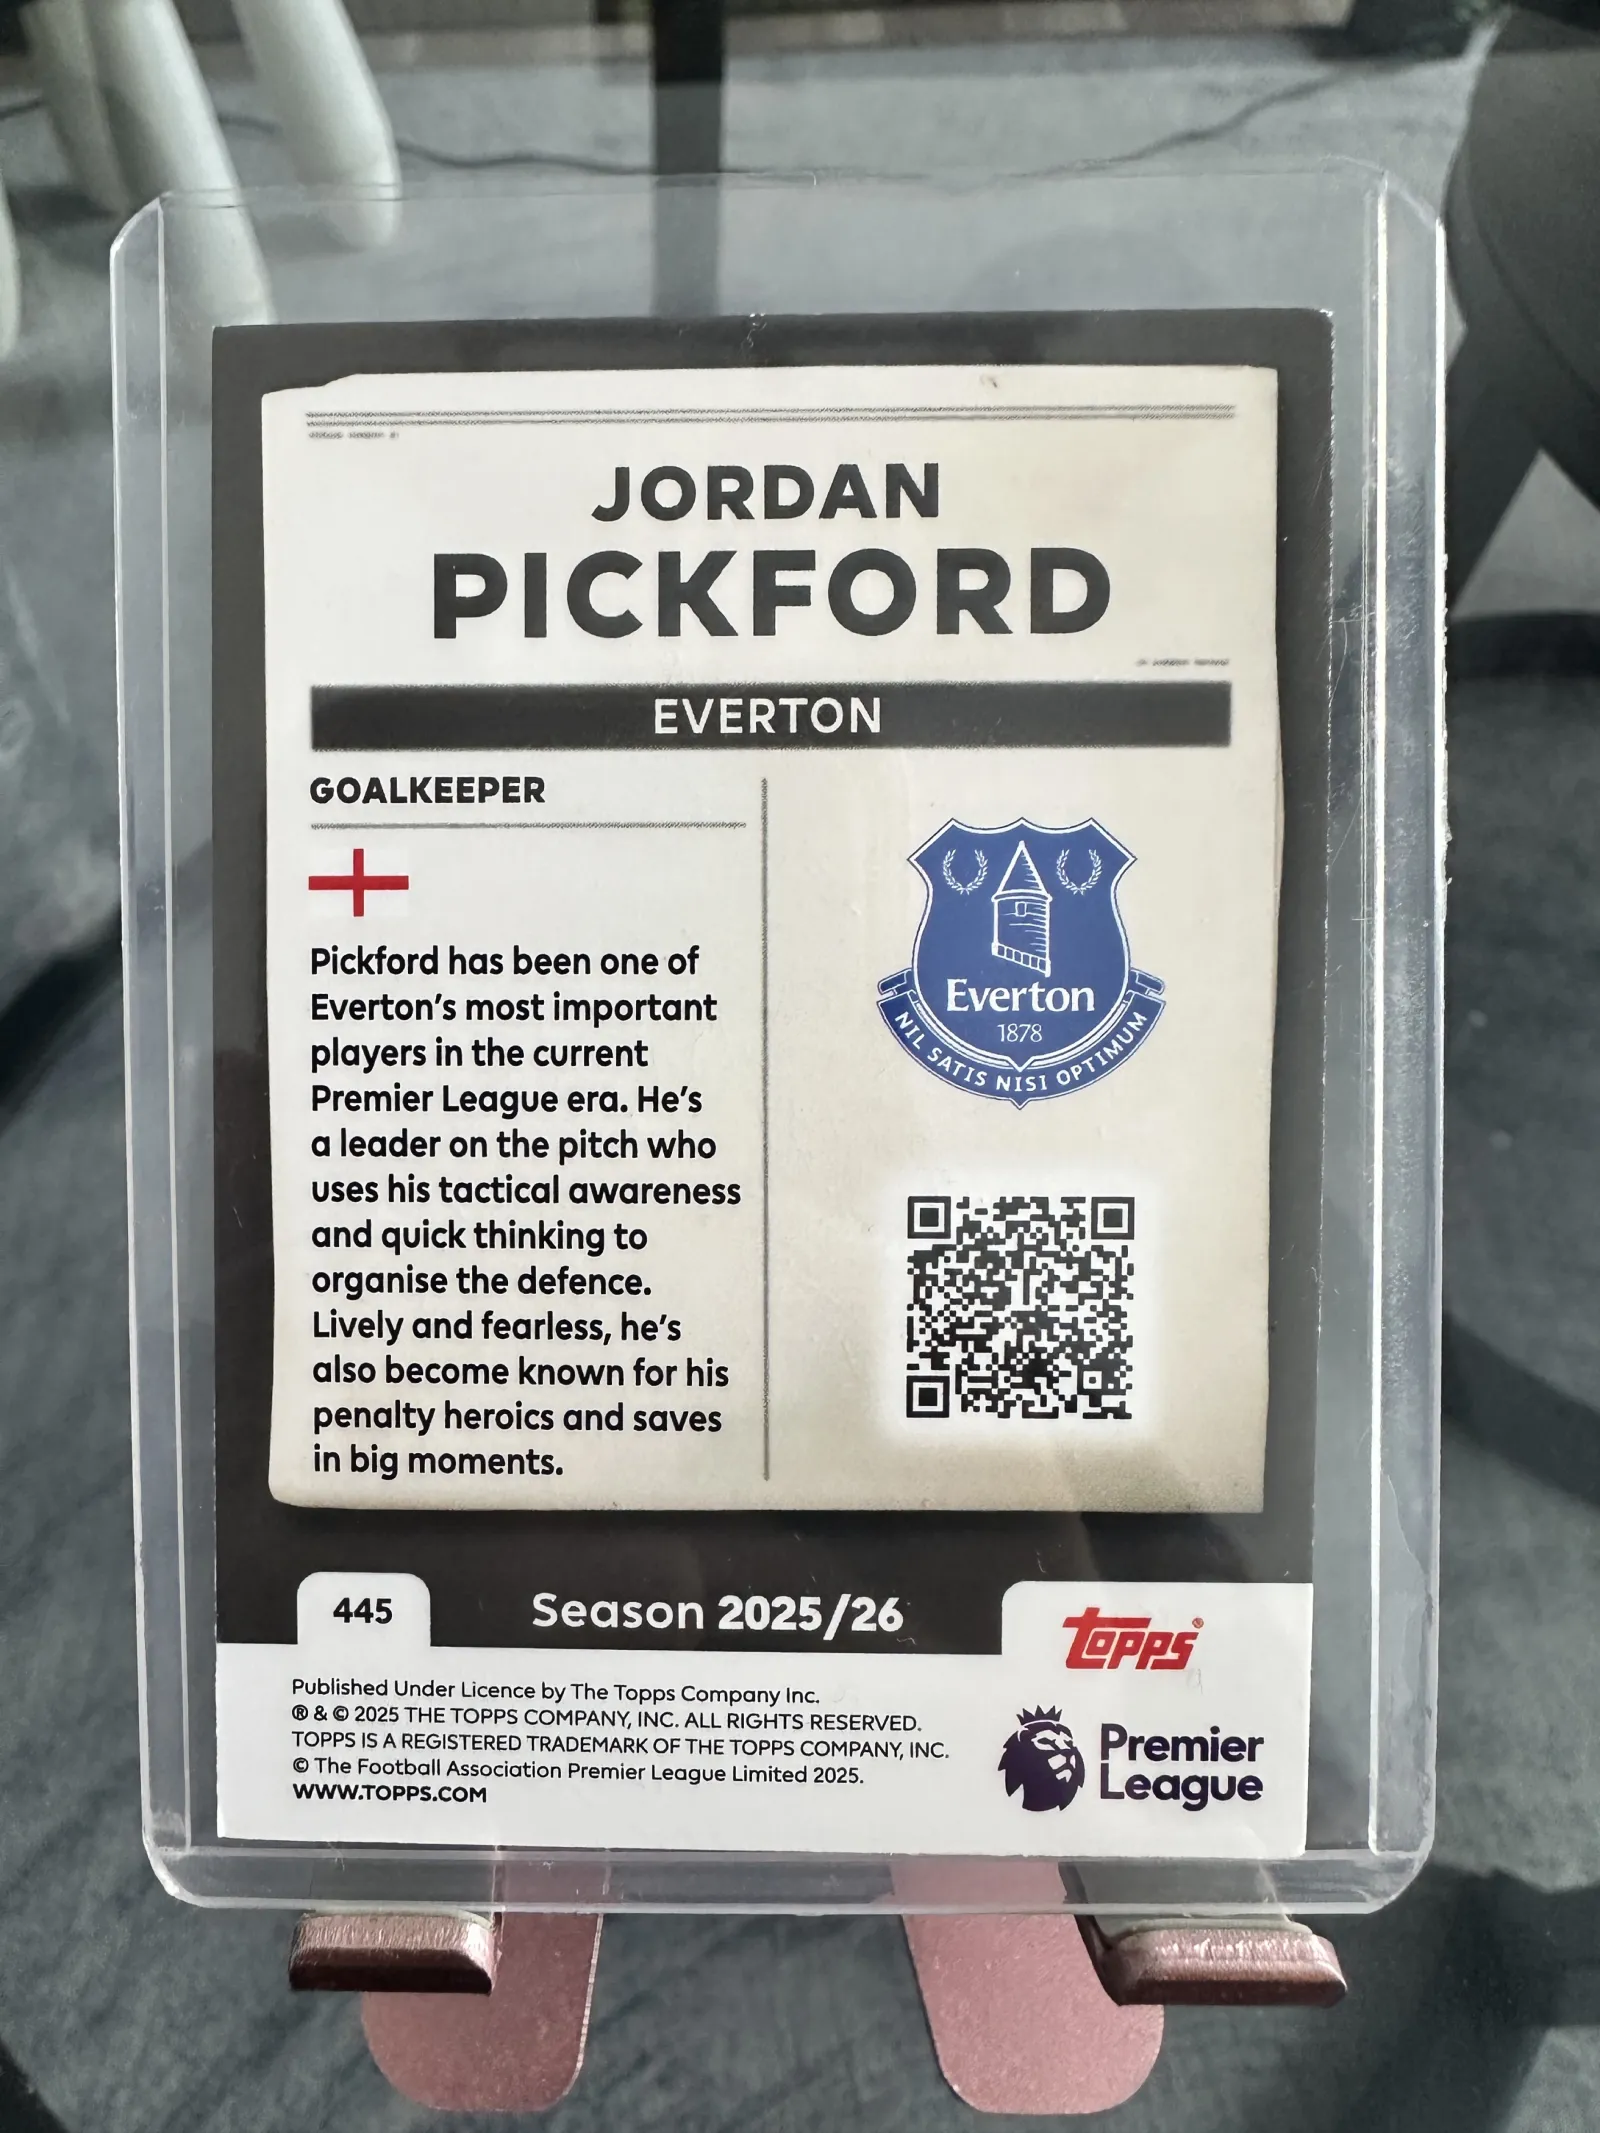 JORDAN
PICKFORD
EVERTON
GOALKEEPER
Pickford has been one of
Everton's most important
players in the current
Premier League era. He's
a leader on the pitch who
uses his tactical awareness
and quick thinking to
organise the defence.
Lively and fearless, he's
also become known for his
penalty heroics and saves
in big moments.
Everton
1878
NIL SATIS NISI OPTIMUM
445
Season 2025/26
topps®
Published Under Licence by The Topps Company Inc.
® & © 2025 THE TOPPS COMPANY, INC. ALL RIGHTS RESERVED.
TOPPS IS A REGISTERED TRADEMARK OF THE TOPPS COMPANY, INC.
© The Football Association Premier League Limited 2025.
WWW.TOPPS.COM
Premier
League